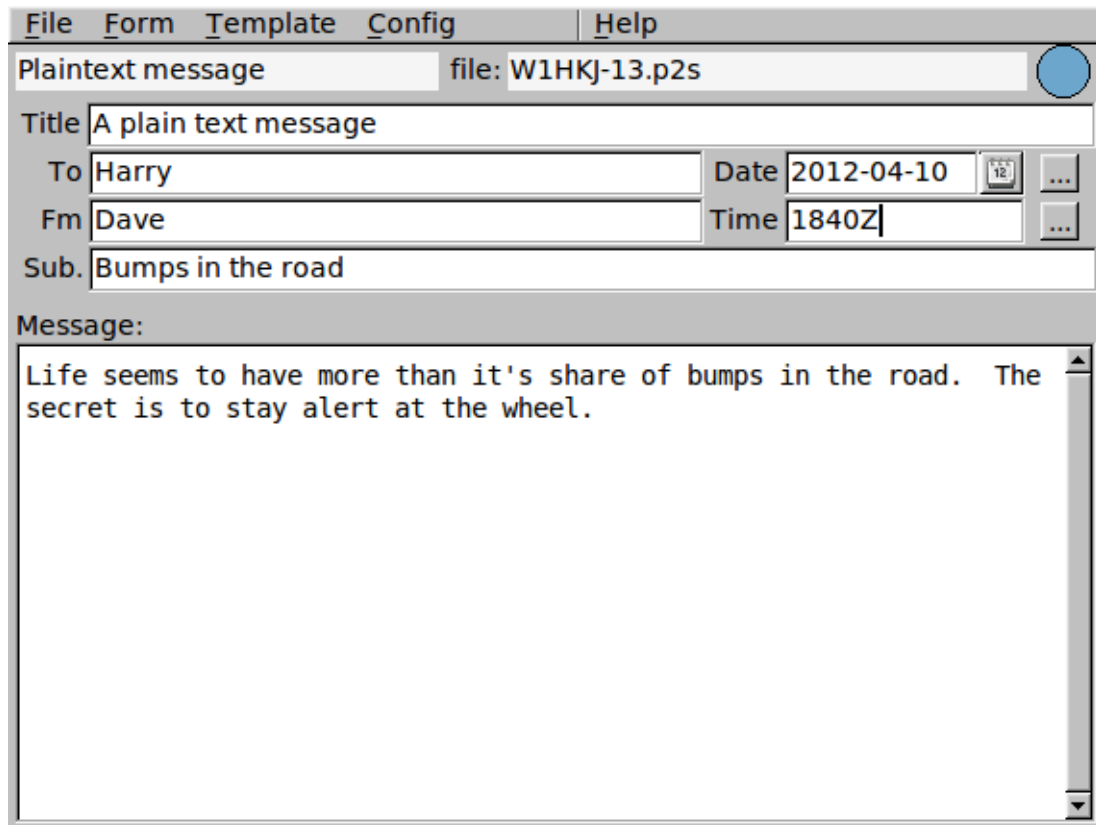 File Form Template Config Help
Plaintext message file: W1HKJ-13.p2s
Title A plain text message
To Harry Date 2012-04-10 12 ...
Fm Dave Time 1840Z ...
Sub. Bumps in the road
Message:
Life seems to have more than it's share of bumps in the road.  The
secret is to stay alert at the wheel.